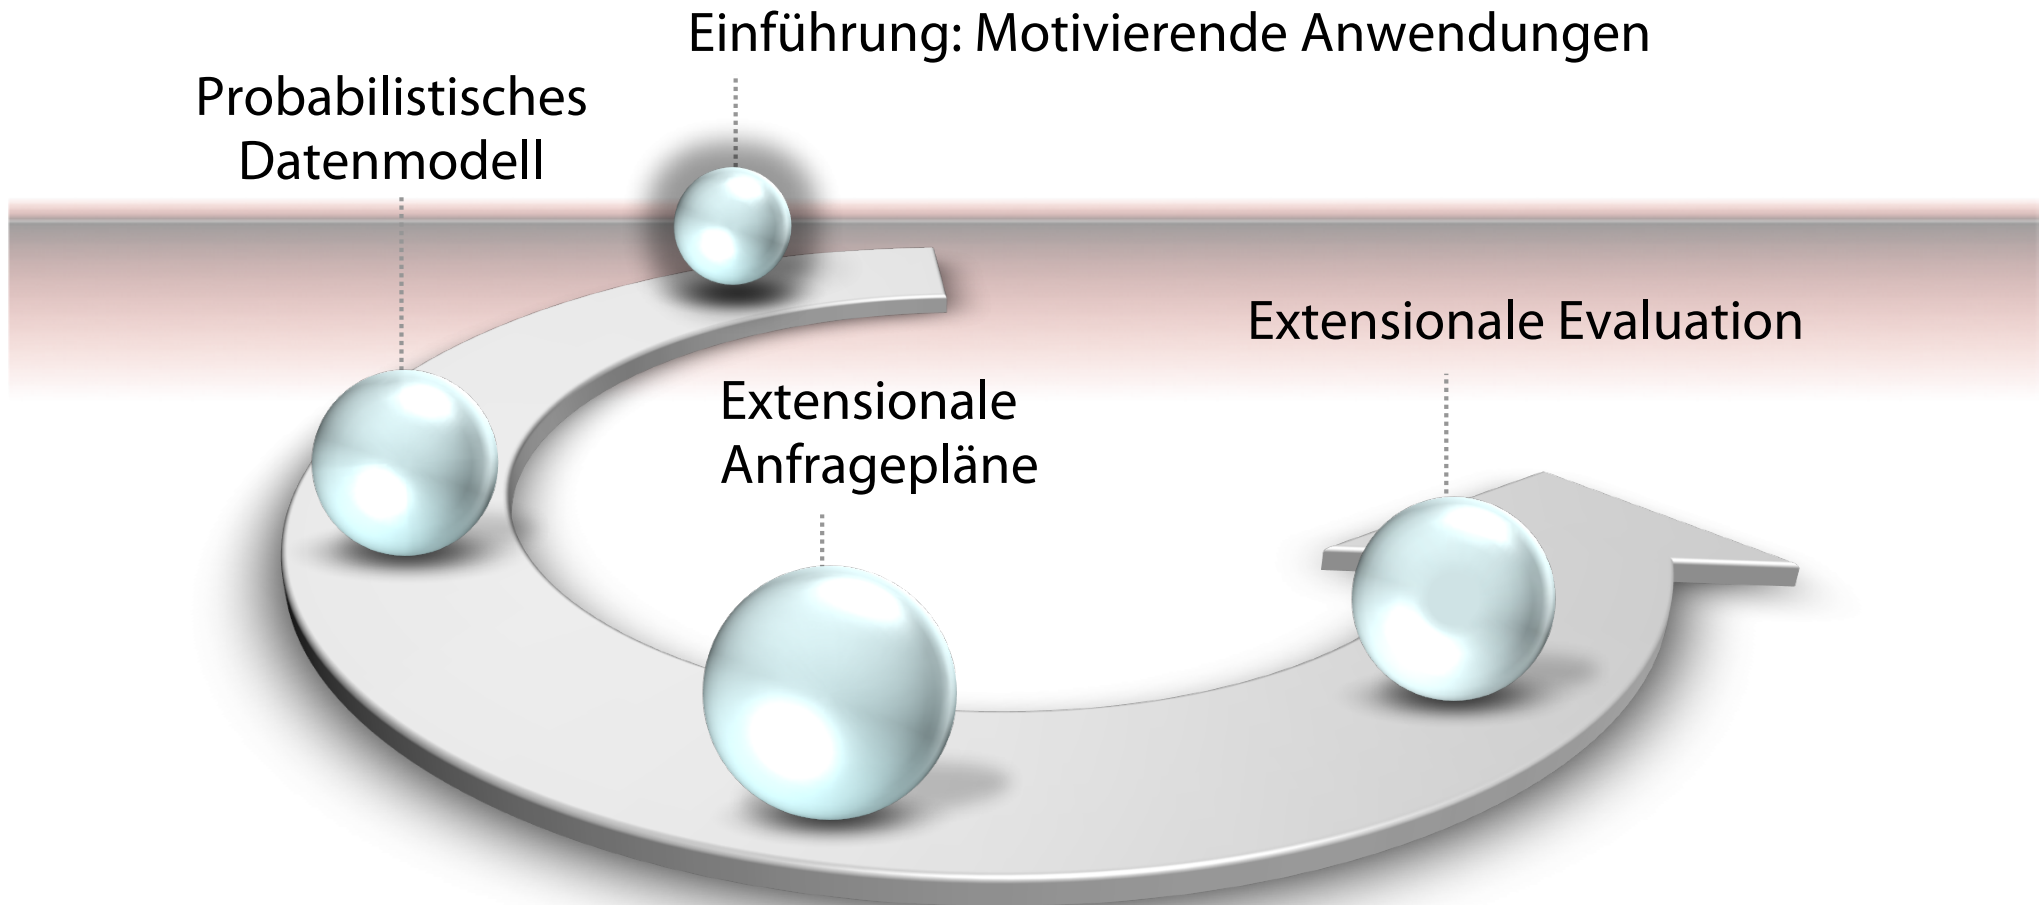 Einführung: Motivierende Anwendungen
Probabilistisches
Datenmodell
Extensionale
Anfragepläne
Extensionale Evaluation